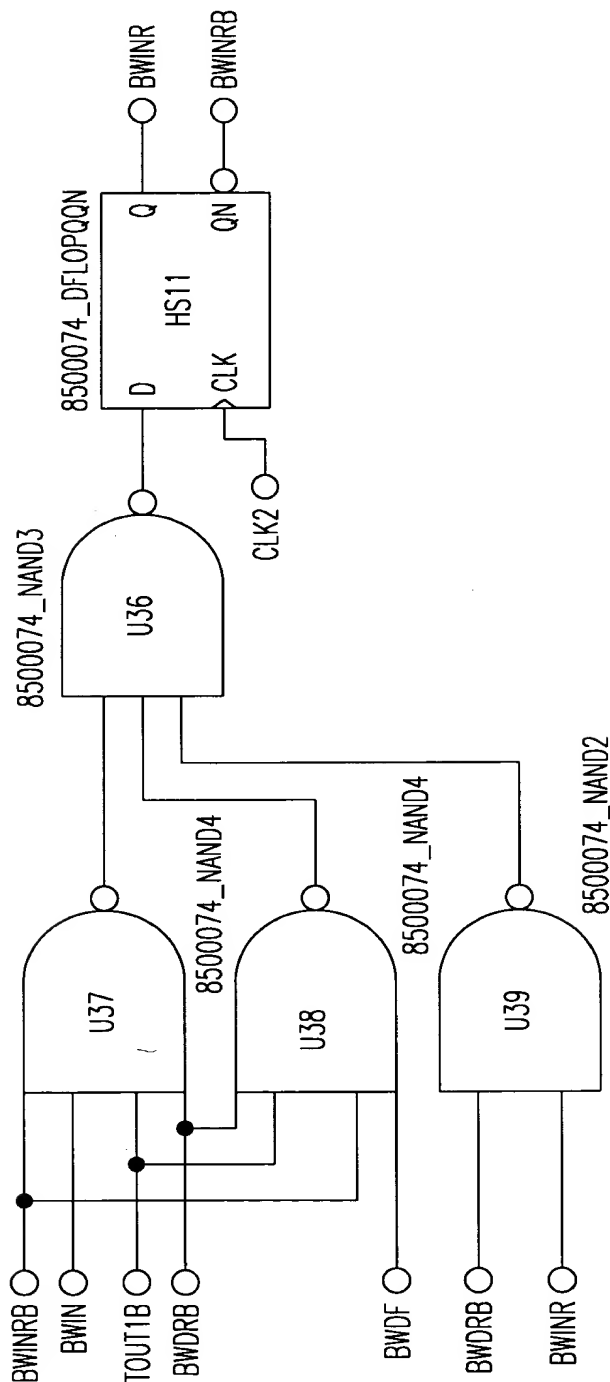 BWINRB
BWIN
TOUT1B
BWDRB
BWDF
BWDRB
BWINR
U37
8500074_NAND4
U38
8500074_NAND4
U39
8500074_NAND2
8500074_NAND3
U36
CLK2
8500074_DFLOPQQN
D
Q
HS11
CLK
QN
BWINR
BWINRB